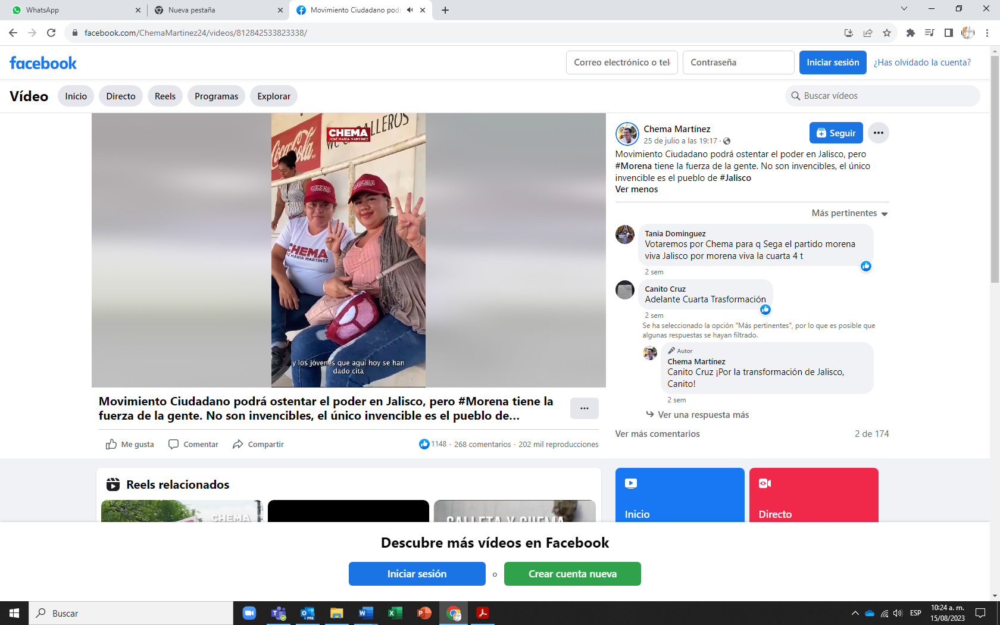 WhatsApp
Nueva pestaña
Movimiento Ciudadano podr
facebook.com/ChemaMartinez24/videos/812842533823338/
facebook
Correo electrónico o tel
Contraseña
Iniciar sesión
¿Has olvidado la cuenta?
Vídeo
Inicio
Directo
Reels
Programas
Explorar
Buscar vídeos
CHEMA
JOSÉ MARÍA MARTÍNEZ
WC CALLEROS
Coca-Cola
CHEMA
CHEMA
CHEMA
JOSÉ MARÍA MARTÍNEZ
y los jóvenes que aquí hoy se han
dado cita
Movimiento Ciudadano podrá ostentar el poder en Jalisco, pero #Morena tiene la
fuerza de la gente. No son invencibles, el único invencible es el pueblo de...
Me gusta
Comentar
Compartir
1148 · 268 comentarios · 202 mil reproducciones
Chema Martínez
25 de julio a las 19:17 ·
Seguir
Movimiento Ciudadano podrá ostentar el poder en Jalisco, pero
#Morena tiene la fuerza de la gente. No son invencibles, el único
invencible es el pueblo de #Jalisco
Ver menos
Más pertinentes
Tania Dominguez
Votaremos por Chema para q Sega el partido morena
viva Jalisco por morena viva la cuarta 4 t
2 sem
Canito Cruz
Adelante Cuarta Trasformación
2 sem
Se ha seleccionado la opción "Más pertinentes", por lo que es posible que
algunas respuestas se hayan filtrado.
Autor
Chema Martínez
Canito Cruz ¡Por la transformación de Jalisco,
Canito!
2 sem
Ver una respuesta más
Ver más comentarios
2 de 174
Reels relacionados
CHEMA
CALLETA Y CHEMA
Inicio
Directo
Descubre más vídeos en Facebook
Iniciar sesión
o
Crear cuenta nueva
Buscar
PRE
ESP
10:24 a. m.
15/08/2023